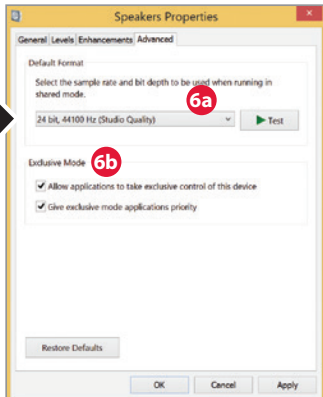 Speakers Properties
General Levels Enhancements Advanced
Default Format
Select the sample rate and bit depth to be used when running in
shared mode.
6a
24 bit, 44100 Hz (Studio Quality)
Test
Exclusive Mode
6b
Allow applications to take exclusive control of this device
Give exclusive mode applications priority
Restore Defaults
OK Cancel Apply